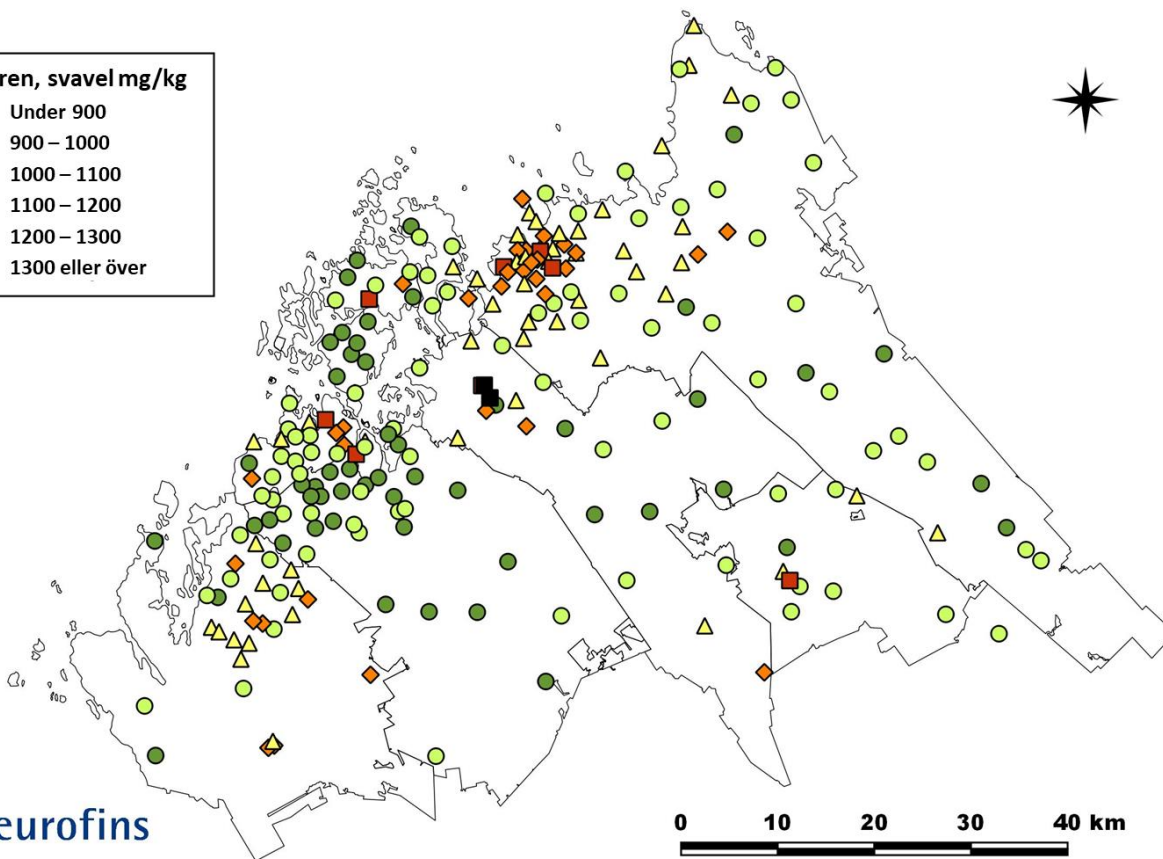 ren, svavel mg/kg
Under 900
900 – 1000
1000 – 1100
1100 – 1200
1200 – 1300
1300 eller över
eurofins
0 10 20 30 40 km